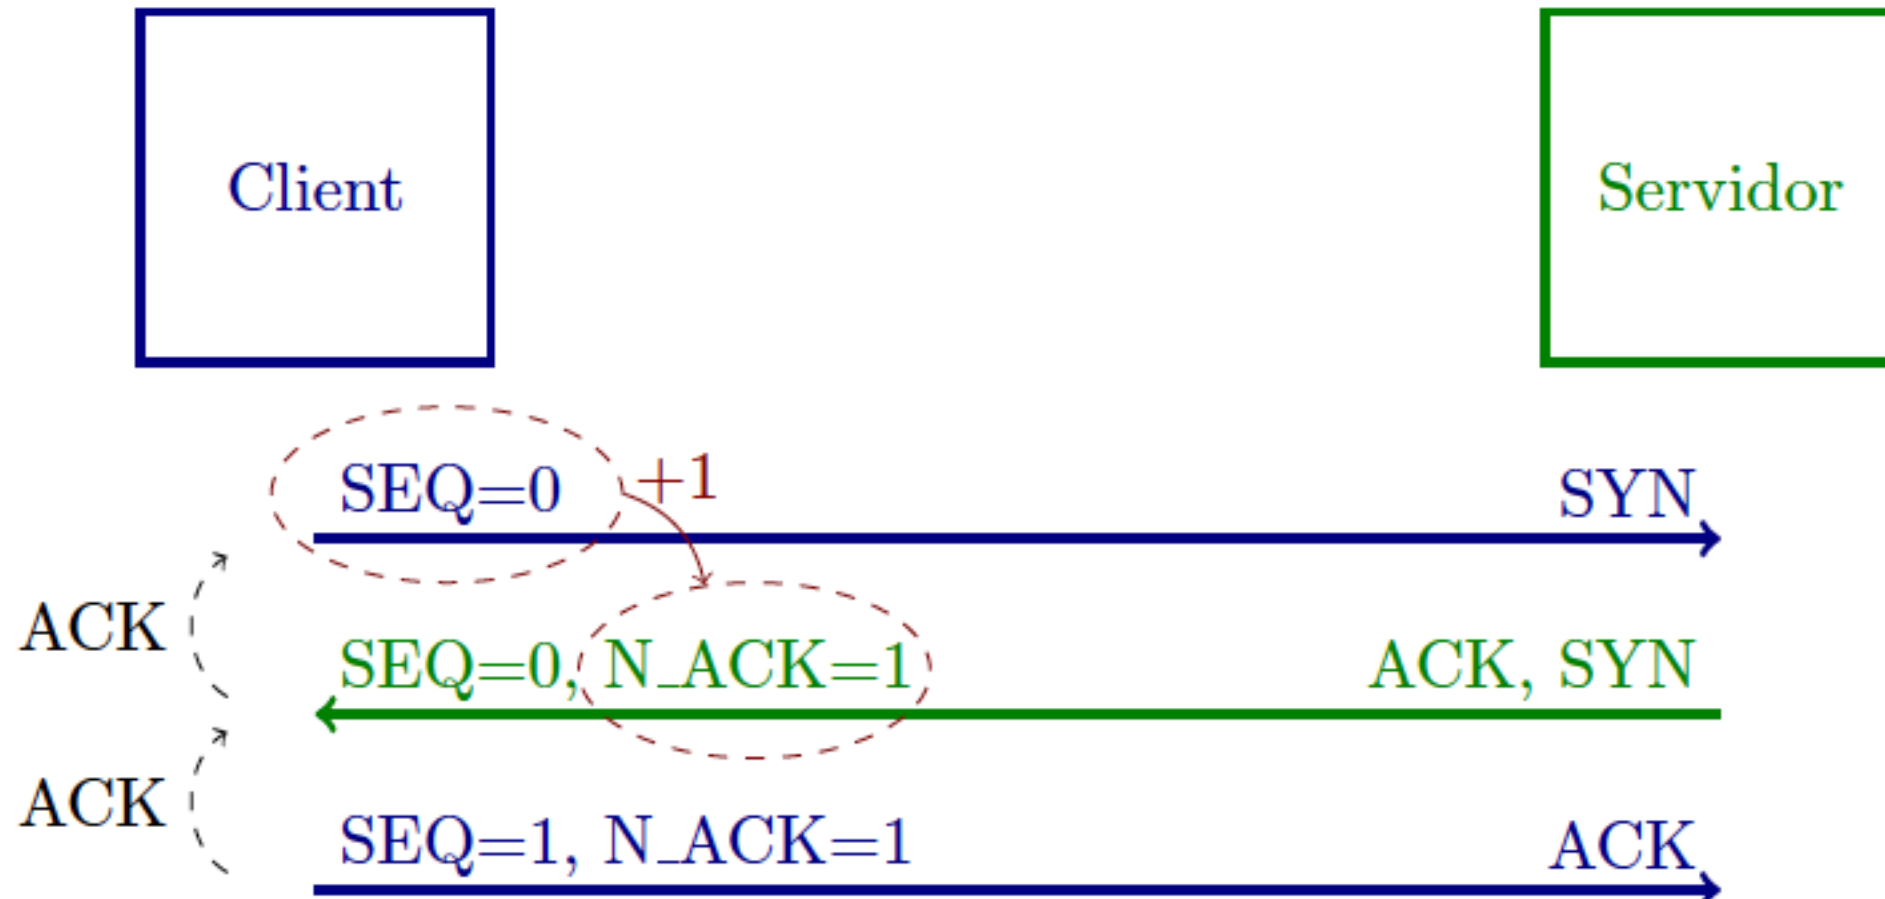 Client
Servidor
SEQ=0
+1
SYN
ACK
SEQ=0, N_ACK=1
ACK, SYN
ACK
SEQ=1, N_ACK=1
ACK